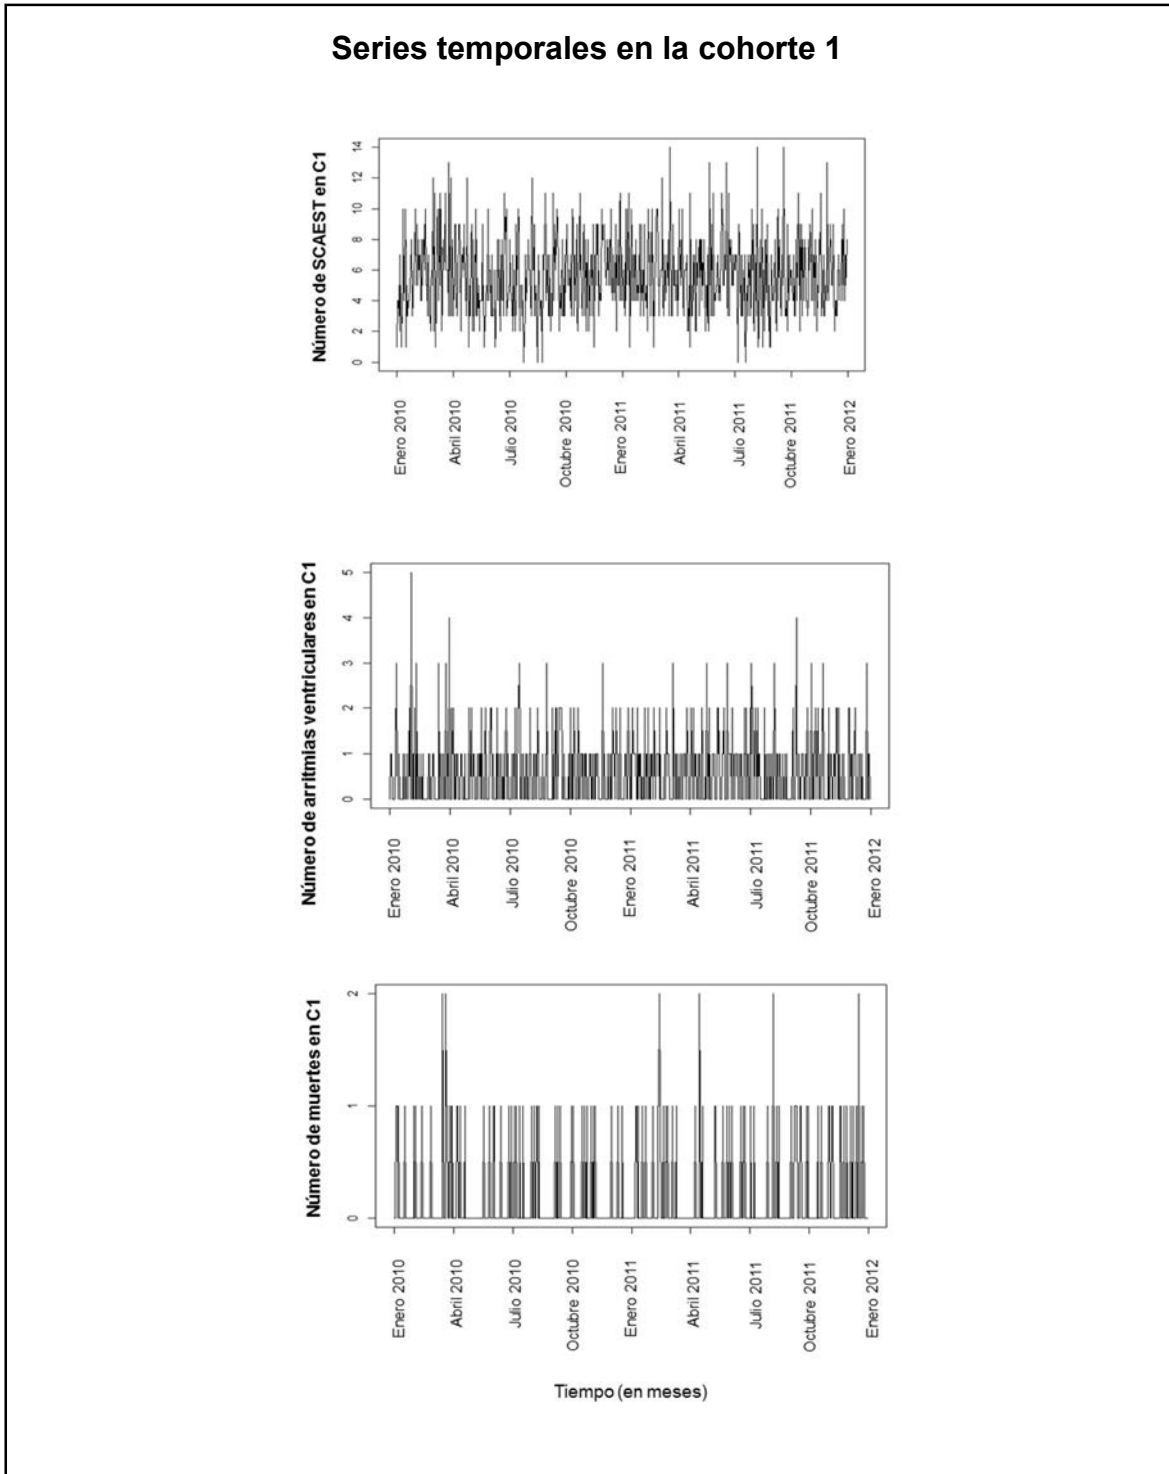 Series temporales en la cohorte 1
Número de SCAEST en C1
14
12
10
8
6
4
2
0
Enero 2010
Abril 2010
Julio 2010
Octubre 2010
Enero 2011
Abril 2011
Julio 2011
Octubre 2011
Enero 2012
Número de arritmias ventriculares en C1
5
4
3
2
1
0
Enero 2010
Abril 2010
Julio 2010
Octubre 2010
Enero 2011
Abril 2011
Julio 2011
Octubre 2011
Enero 2012
Número de muertes en C1
2
1
0
Enero 2010
Abril 2010
Julio 2010
Octubre 2010
Enero 2011
Abril 2011
Julio 2011
Octubre 2011
Enero 2012
Tiempo (en meses)